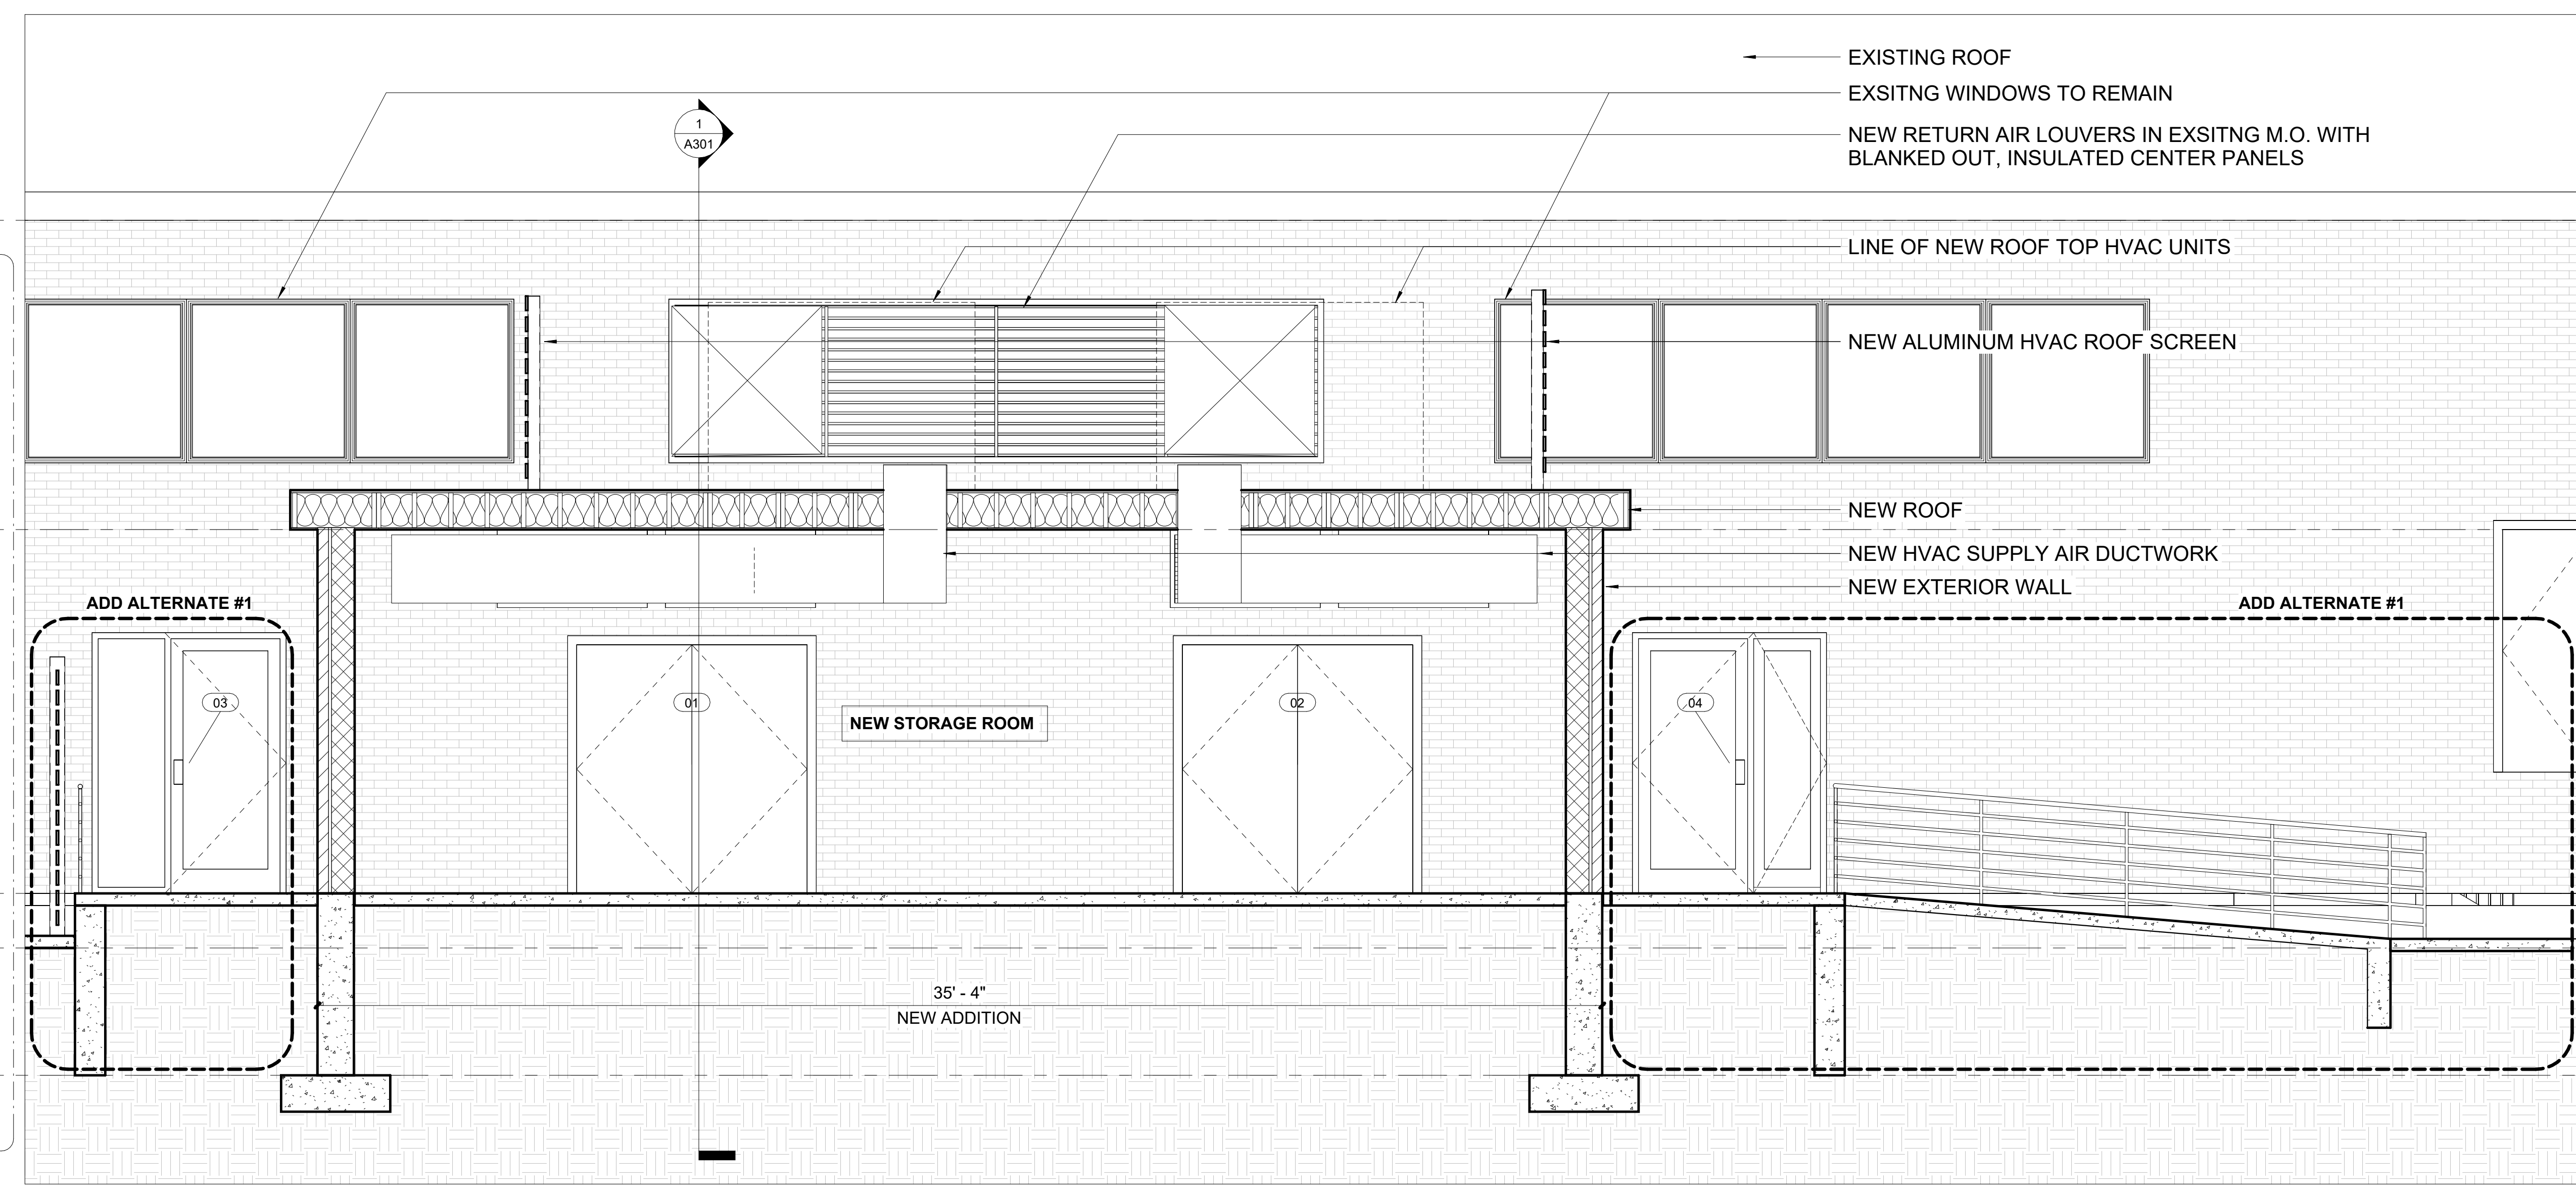 EXISTING ROOF
EXSITNG WINDOWS TO REMAIN
1
A301
NEW RETURN AIR LOUVERS IN EXSITNG M.O. WITH
BLANKED OUT, INSULATED CENTER PANELS
LINE OF NEW ROOF TOP HVAC UNITS
NEW ALUMINUM HVAC ROOF SCREEN
NEW ROOF
NEW HVAC SUPPLY AIR DUCTWORK
NEW EXTERIOR WALL
ADD ALTERNATE #1
ADD ALTERNATE #1
03
01
02
04
NEW STORAGE ROOM
35' - 4"
NEW ADDITION